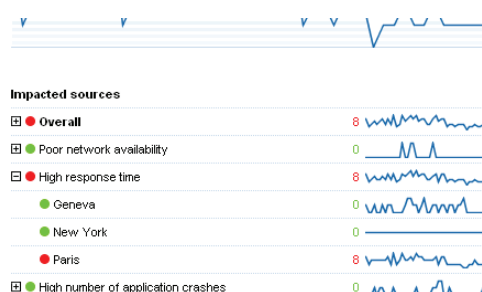 Impacted sources
Overall 8
Poor network availability 0
High response time 8
Geneva 0
New York 0
Paris 8
High number of application crashes 0